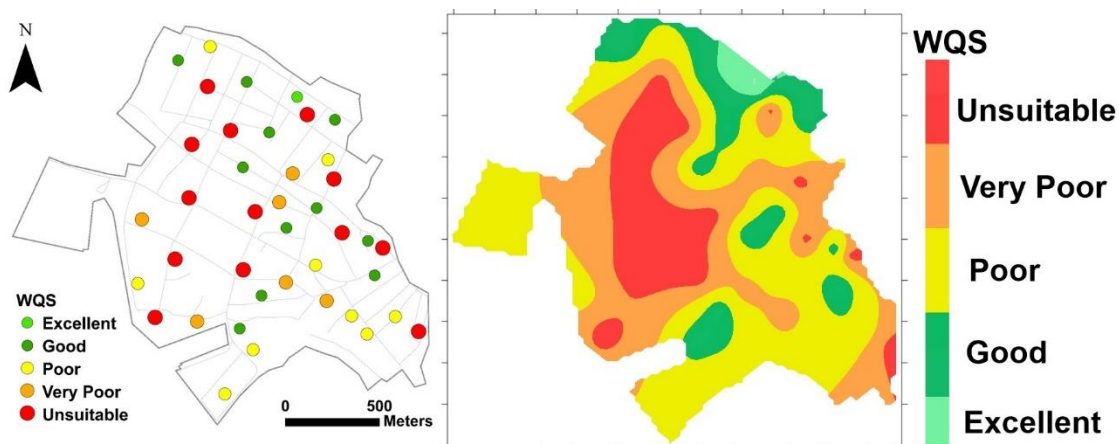 N
WQS
Excellent
Good
Poor
Very Poor
Unsuitable
0 500
Meters
WQS
Unsuitable
Very Poor
Poor
Good
Excellent